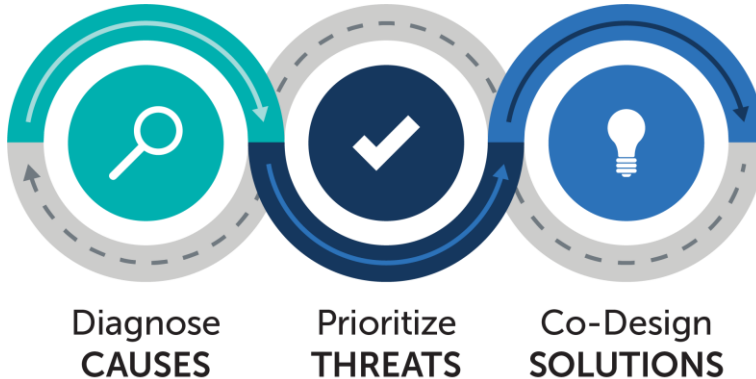 Diagnose
CAUSES
Prioritize
THREATS
Co-Design
SOLUTIONS